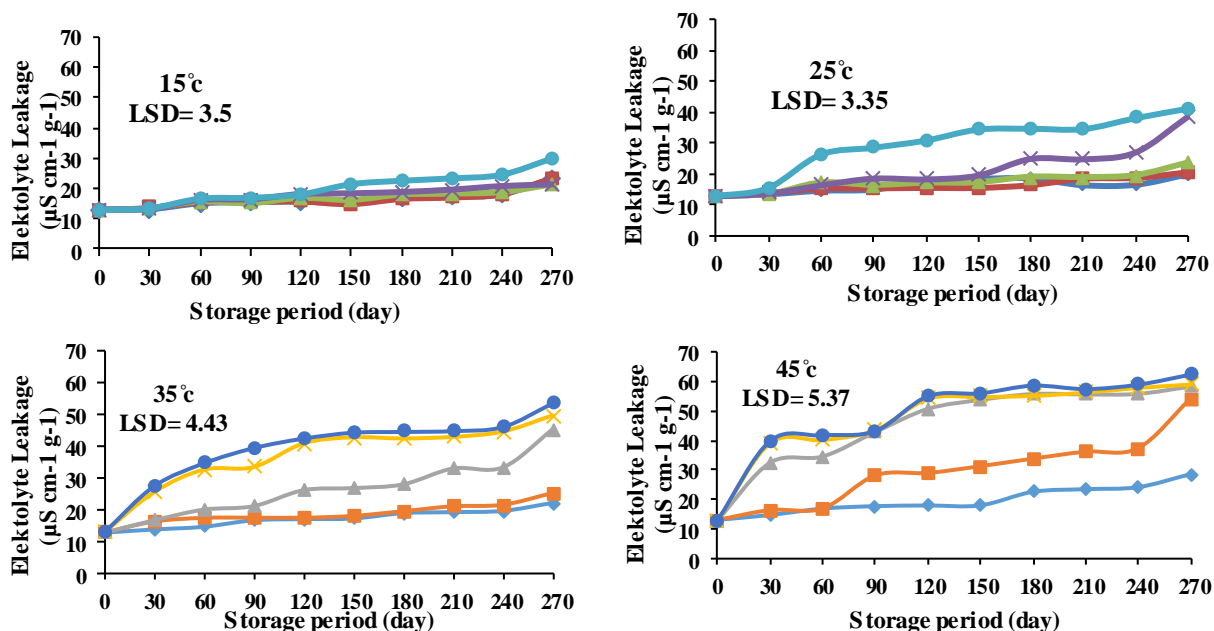 Elektolyte Leakage
(µS cm-1 g-1)
70
60
50
40
30
20
10
0
15°c
LSD= 3.5
0 30 60 90 120 150 180 210 240 270
Storage period (day)
Elektolyte Leakage
(µS cm-1 g-1)
70
60
50
40
30
20
10
0
25°c
LSD= 3.35
0 30 60 90 120 150 180 210 240 270
Storage period (day)
Elektolyte Leakage
(µS cm-1 g-1)
70
60
50
40
30
20
10
0
35°c
LSD= 4.43
0 30 60 90 120 150 180 210 240 270
Storage period (day)
Elektolyte Leakage
(µS cm-1 g-1)
70
60
50
40
30
20
10
0
45°c
LSD= 5.37
0 30 60 90 120 150 180 210 240 270
Storage period (day)